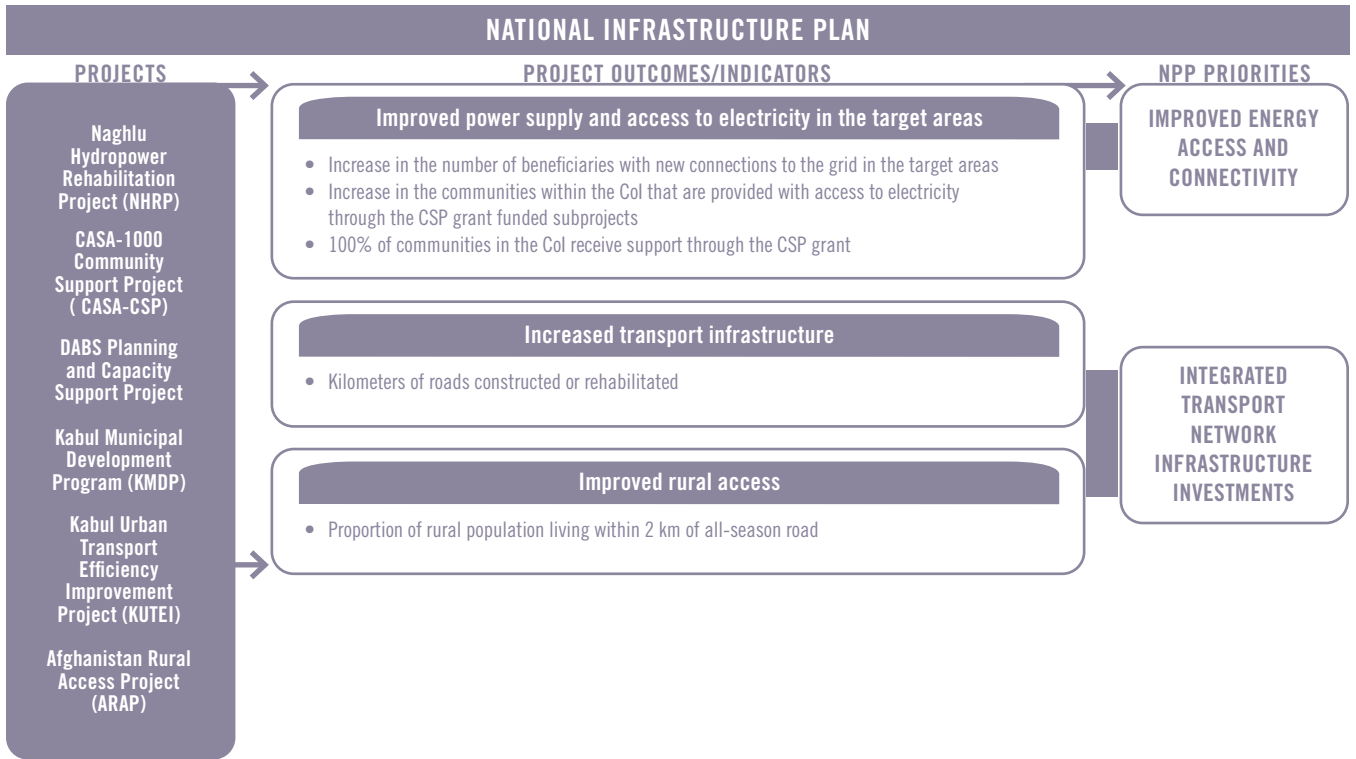 NATIONAL INFRASTRUCTURE PLAN
PROJECTS
Naghlu
Hydropower
Rehabilitation
Project (NHRP)
CASA-1000
Community
Support Project
( CASA-CSP)
DABS Planning
and Capacity
Support Project
Kabul Municipal
Development
Program (KMDP)
Kabul Urban
Transport
Efficiency
Improvement
Project (KUTEI)
Afghanistan Rural
Access Project
(ARAP)
PROJECT OUTCOMES/INDICATORS
Improved power supply and access to electricity in the target areas
• Increase in the number of beneficiaries with new connections to the grid in the target areas
• Increase in the communities within the CoI that are provided with access to electricity
through the CSP grant funded subprojects
• 100% of communities in the CoI receive support through the CSP grant
Increased transport infrastructure
• Kilometers of roads constructed or rehabilitated
Improved rural access
• Proportion of rural population living within 2 km of all-season road
NPP PRIORITIES
IMPROVED ENERGY
ACCESS AND
CONNECTIVITY
INTEGRATED
TRANSPORT
NETWORK
INFRASTRUCTURE
INVESTMENTS